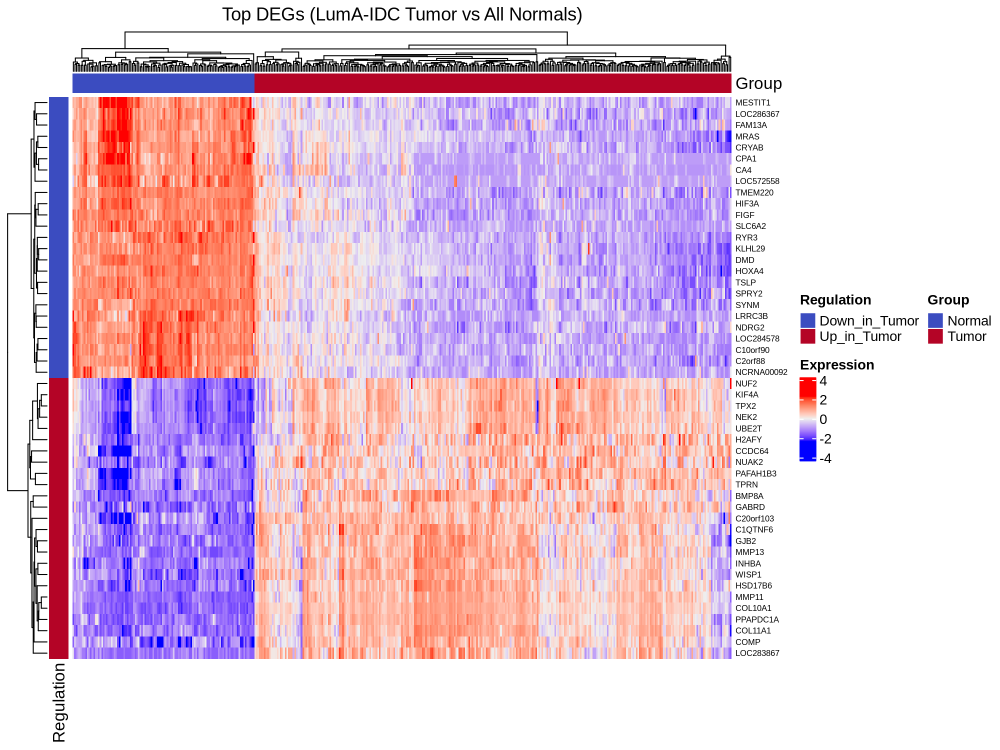 Top DEGs (LumA-IDC Tumor vs All Normals)
Group
MESTIT1
LOC286367
FAM13A
MRAS
CRYAB
CPA1
CA4
LOC572558
TMEM220
HIF3A
FIGF
SLC6A2
RYR3
KLHL29
DMD
HOXA4
TSLP
SPRY2
SYNM
LRRC3B
NDRG2
LOC284578
C10orf90
C2orf88
NCRNA00092
NUF2
KIF4A
TPX2
NEK2
UBE2T
H2AFY
CCDC64
NUAK2
PAFAH1B3
TPRN
BMP8A
GABRD
C20orf103
C1QTNF6
GJB2
MMP13
INHBA
WISP1
HSD17B6
MMP11
COL10A1
PPAPDC1A
COL11A1
COMP
LOC283867
Regulation
Regulation
Down_in_Tumor
Up_in_Tumor
Group
Normal
Tumor
Expression
4
2
0
-2
-4